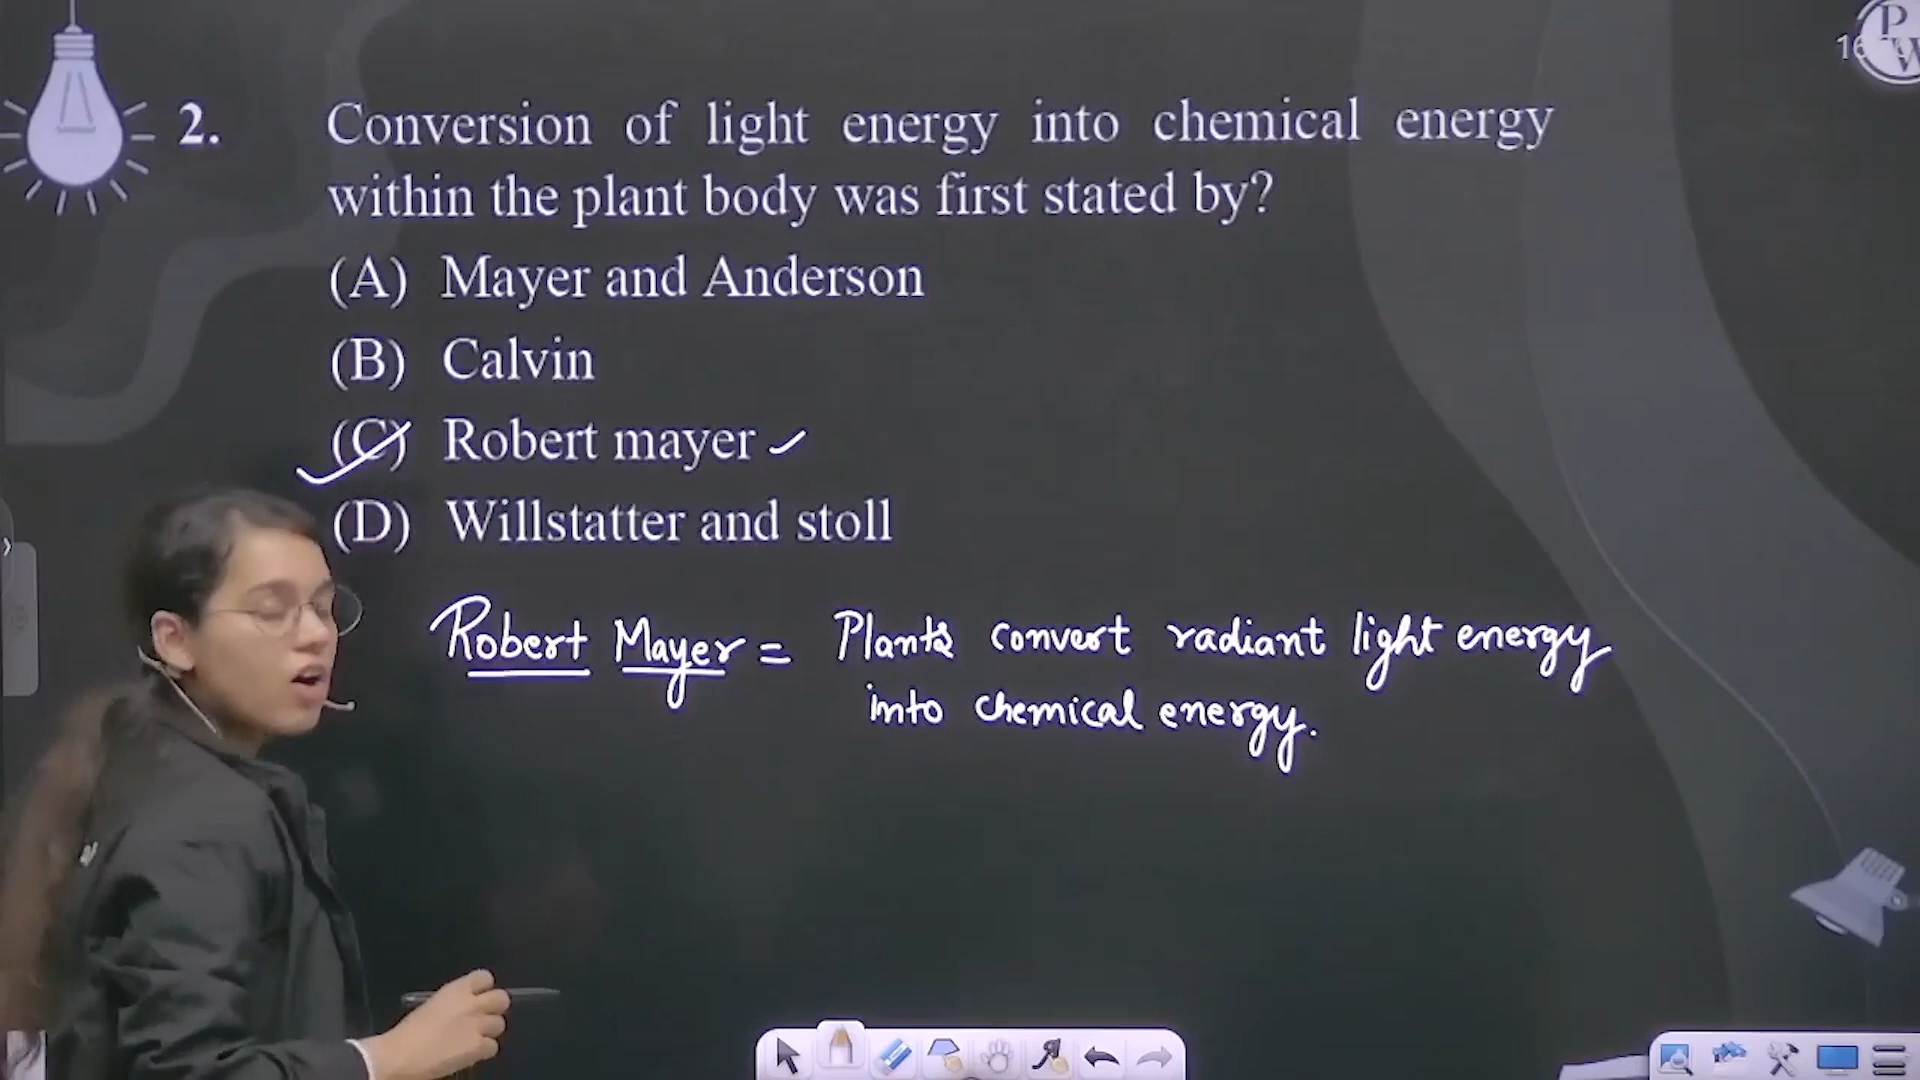 2. Conversion of light energy into chemical energy
within the plant body was first stated by?
(A) Mayer and Anderson
(B) Calvin
(C) Robert mayer
(D) Willstatter and stoll
Robert Mayer = Plants convert radiant light energy
into chemical energy.
P
W